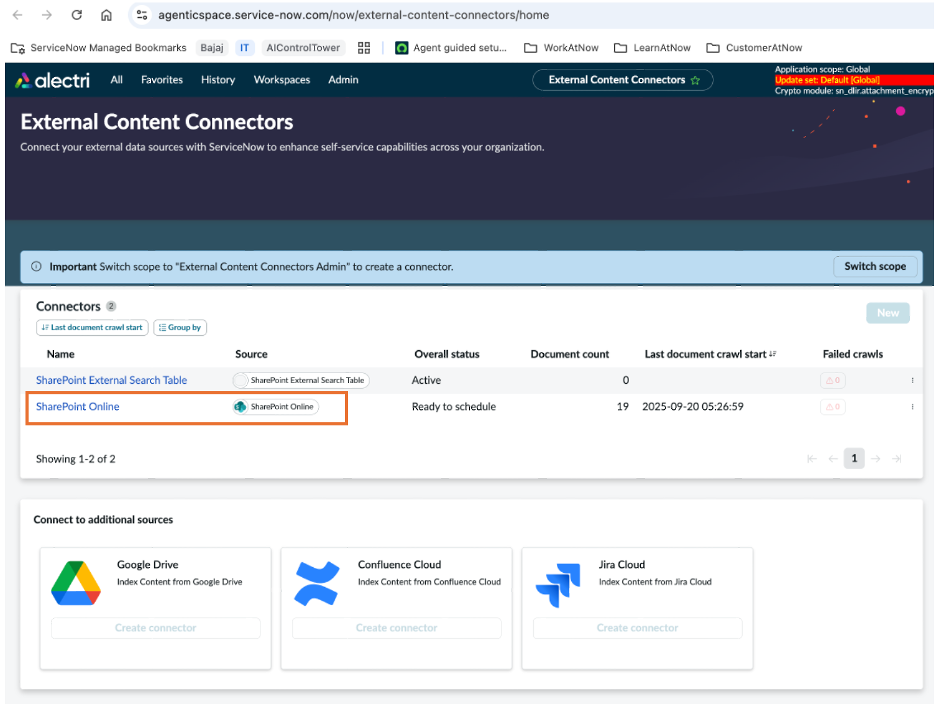 agenticspace.service-now.com/now/external-content-connectors/home
ServiceNow Managed Bookmarks Bajaj IT AIControlTower Agent guided setu... WorkAtNow LearnAtNow CustomerAtNow
alectri All Favorites History Workspaces Admin External Content Connectors
Application scope: Global
Update set: Default [Global]
Crypto module: sn_dlir.attachment_encryp
External Content Connectors
Connect your external data sources with ServiceNow to enhance self-service capabilities across your organization.
Important Switch scope to "External Content Connectors Admin" to create a connector. Switch scope
Connectors 2
Last document crawl start Group by New
Name Source Overall status Document count Last document crawl start Failed crawls
SharePoint External Search Table SharePoint External Search Table Active 0 0
SharePoint Online SharePoint Online Ready to schedule 19 2025-09-20 05:26:59 0
Showing 1-2 of 2 1
Connect to additional sources
Google Drive
Index Content from Google Drive
Create connector
Confluence Cloud
Index Content from Confluence Cloud
Create connector
Jira Cloud
Index Content from Jira Cloud
Create connector